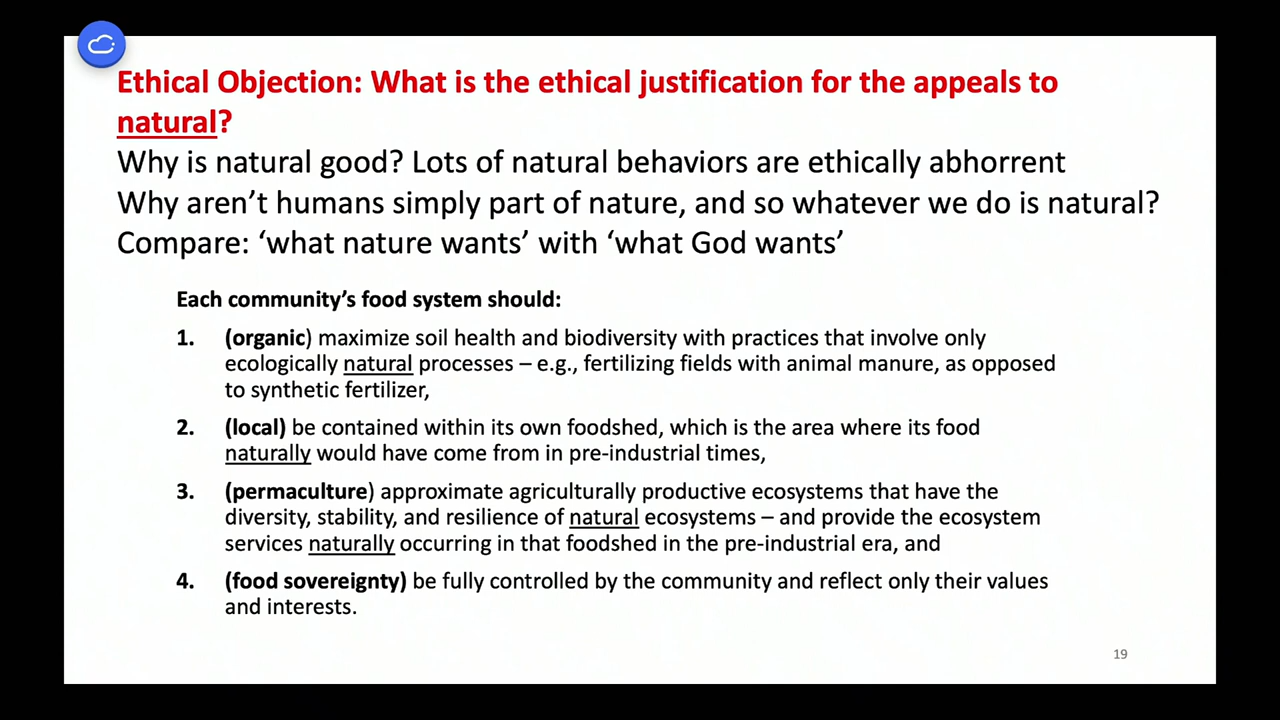 Ethical Objection: What is the ethical justification for the appeals to
natural?
Why is natural good? Lots of natural behaviors are ethically abhorrent
Why aren’t humans simply part of nature, and so whatever we do is natural?
Compare: ‘what nature wants’ with ‘what God wants’
Each community’s food system should:
1. (organic) maximize soil health and biodiversity with practices that involve only
ecologically natural processes – e.g., fertilizing fields with animal manure, as opposed
to synthetic fertilizer,
2. (local) be contained within its own foodshed, which is the area where its food
naturally would have come from in pre-industrial times,
3. (permaculture) approximate agriculturally productive ecosystems that have the
diversity, stability, and resilience of natural ecosystems – and provide the ecosystem
services naturally occurring in that foodshed in the pre-industrial era, and
4. (food sovereignty) be fully controlled by the community and reflect only their values
and interests.
19